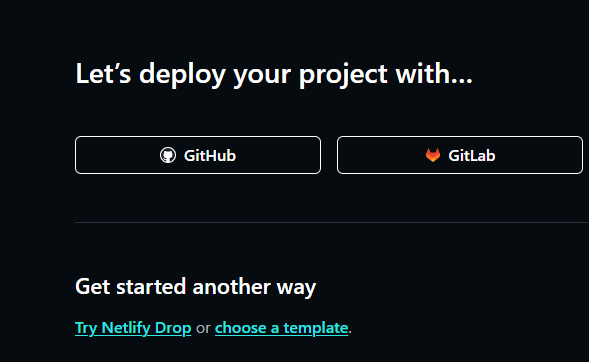 Let’s deploy your project with…
GitHub
GitLab
Get started another way
Try Netlify Drop or choose a template.